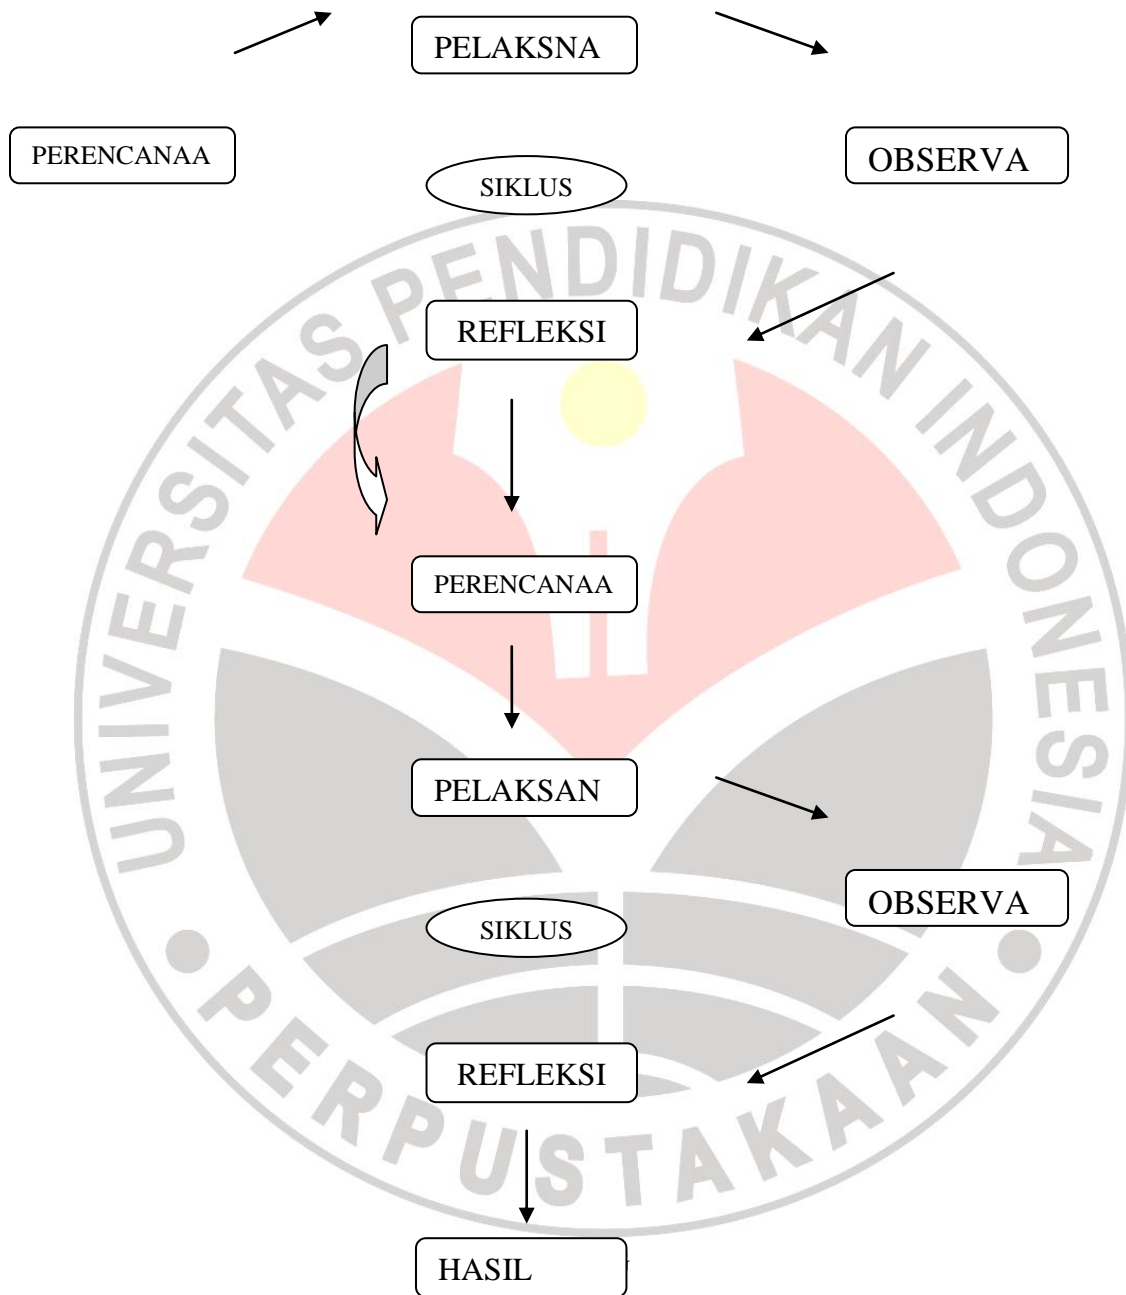 PELAKSNA
PERENCANAA
OBSERVA
SIKLUS
REFLEKSI
PERENCANAA
PELAKSAN
OBSERVA
SIKLUS
REFLEKSI
HASIL
UNIVERSITAS PENDIDIKAN INDONESIA
PERPUSTAKAAN